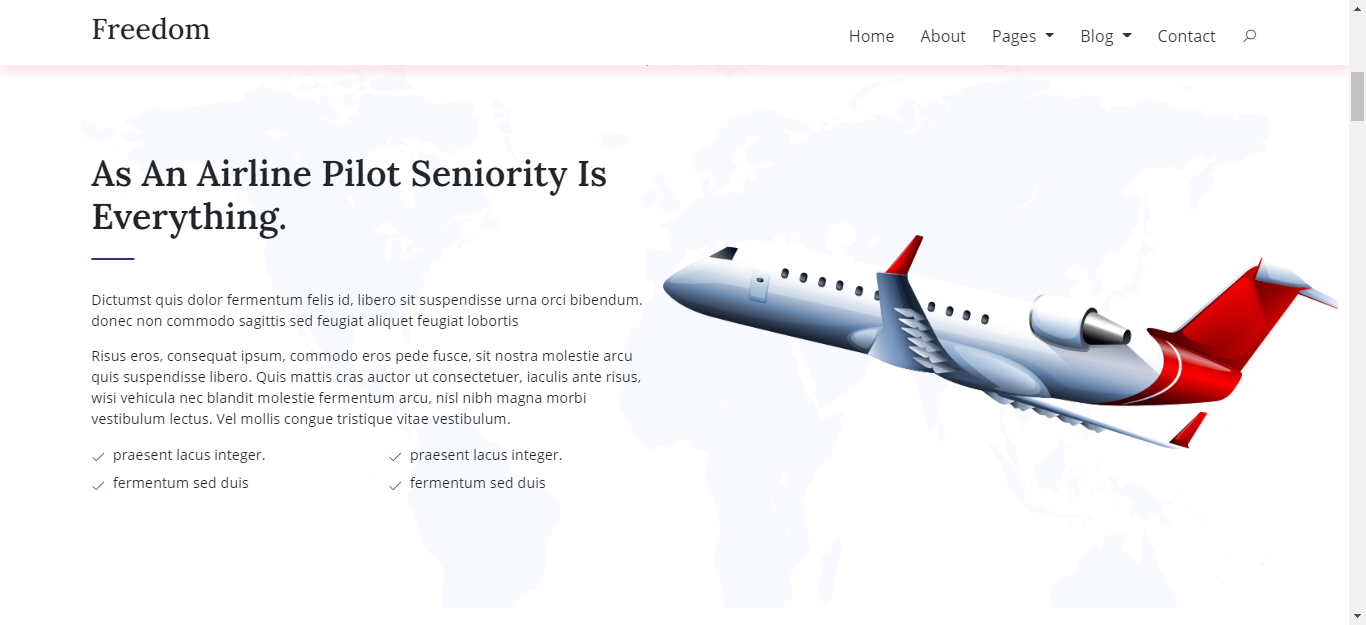 Freedom
Home About Pages Blog Contact
As An Airline Pilot Seniority Is
Everything.
Dictumst quis dolor fermentum felis id, libero sit suspendisse urna orci bibendum.
donec non commodo sagittis sed feugiat aliquet feugiat lobortis
Risus eros, consequat ipsum, commodo eros pede fusce, sit nostra molestie arcu
quis suspendisse libero. Quis mattis cras auctor ut consectetuer, iaculis ante risus,
wisi vehicula nec blandit molestie fermentum arcu, nisl nibh magna morbi
vestibulum lectus. Vel mollis congue tristique vitae vestibulum.
praesent lacus integer. praesent lacus integer.
fermentum sed duis fermentum sed duis